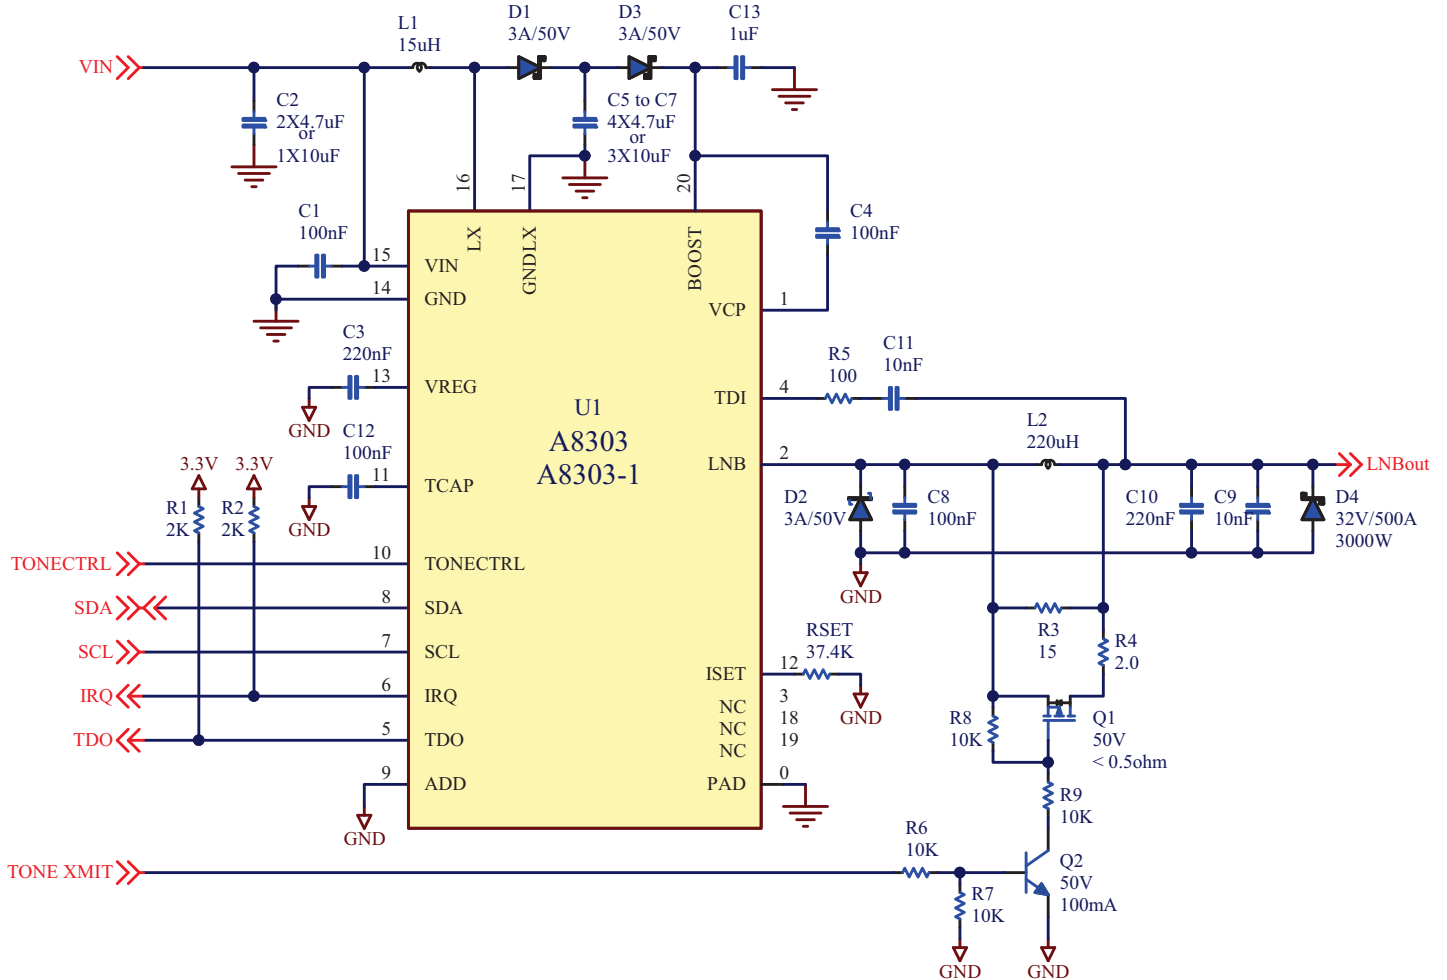 VIN
L1
15uH
D1
3A/50V
D3
3A/50V
C13
1uF
C2
2X4.7uF
or
1X10uF
C5 to C7
4X4.7uF
or
3X10uF
16
17
20
C1
100nF
C4
100nF
LX
GNDLX
BOOST
15
VIN
14
GND
VCP
1
C3
220nF
13
VREG
GND
R5
100
C11
10nF
TDI
4
U1
A8303
A8303-1
C12
100nF
11
TCAP
GND
L2
220uH
LNB
2
LNBout
3.3V
3.3V
R1
2K
R2
2K
D2
3A/50V
C8
100nF
C10
220nF
C9
10nF
D4
32V/500A
3000W
GND
TONECTRL
10
TONECTRL
SDA
8
SDA
SCL
7
SCL
IRQ
6
IRQ
TDO
5
TDO
9
ADD
GND
RSET
37.4K
ISET
12
GND
NC
3
NC
18
NC
19
PAD
0
R3
15
R4
2.0
R8
10K
Q1
50V
< 0.5ohm
R9
10K
TONE XMIT
R6
10K
R7
10K
Q2
50V
100mA
GND
GND